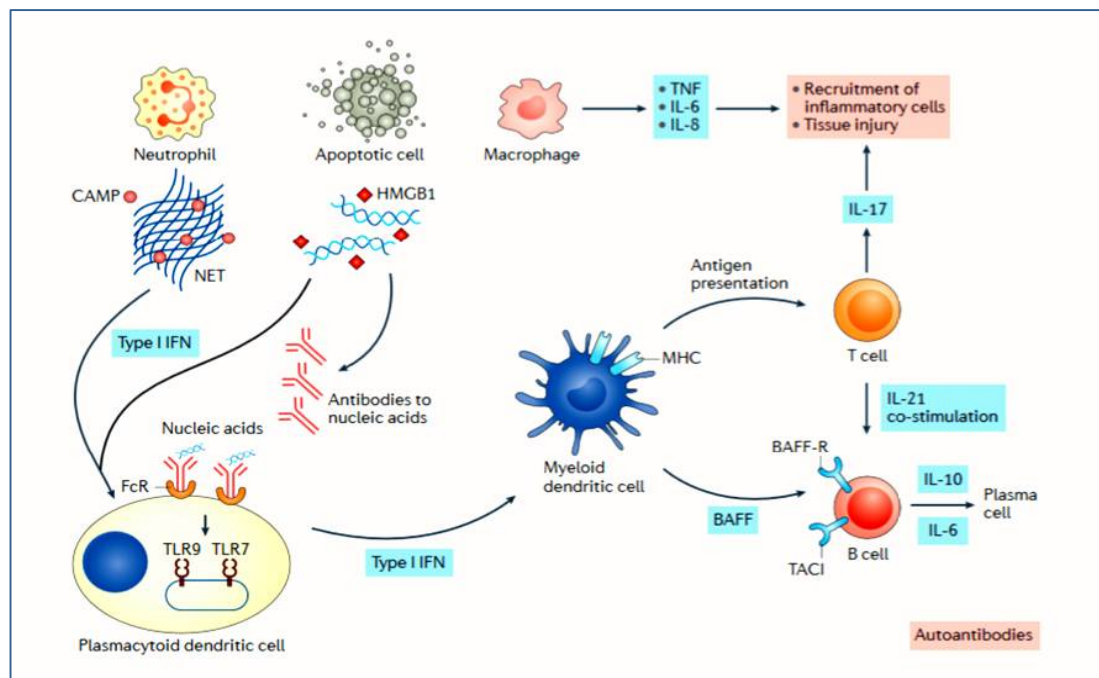 Neutrophil
Apoptotic cell
Macrophage
• TNF
• IL-6
• IL-8
• Recruitment of
inflammatory cells
• Tissue injury
CAMP
NET
HMGB1
IL-17
Antigen
presentation
Type I IFN
MHC
T cell
Antibodies to
nucleic acids
IL-21
co-stimulation
Nucleic acids
FcR
TLR9
TLR7
Plasmacytoid dendritic cell
Type I IFN
Myeloid
dendritic cell
BAFF
BAFF-R
TACI
B cell
IL-10
IL-6
Plasma
cell
Autoantibodies